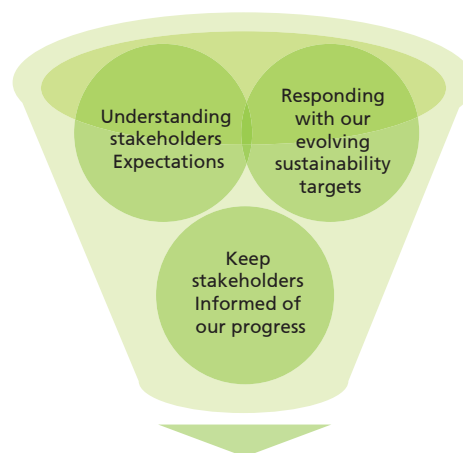 Understanding
stakeholders
Expectations
Responding
with our
evolving
sustainability
targets
Keep
stakeholders
Informed of
our progress